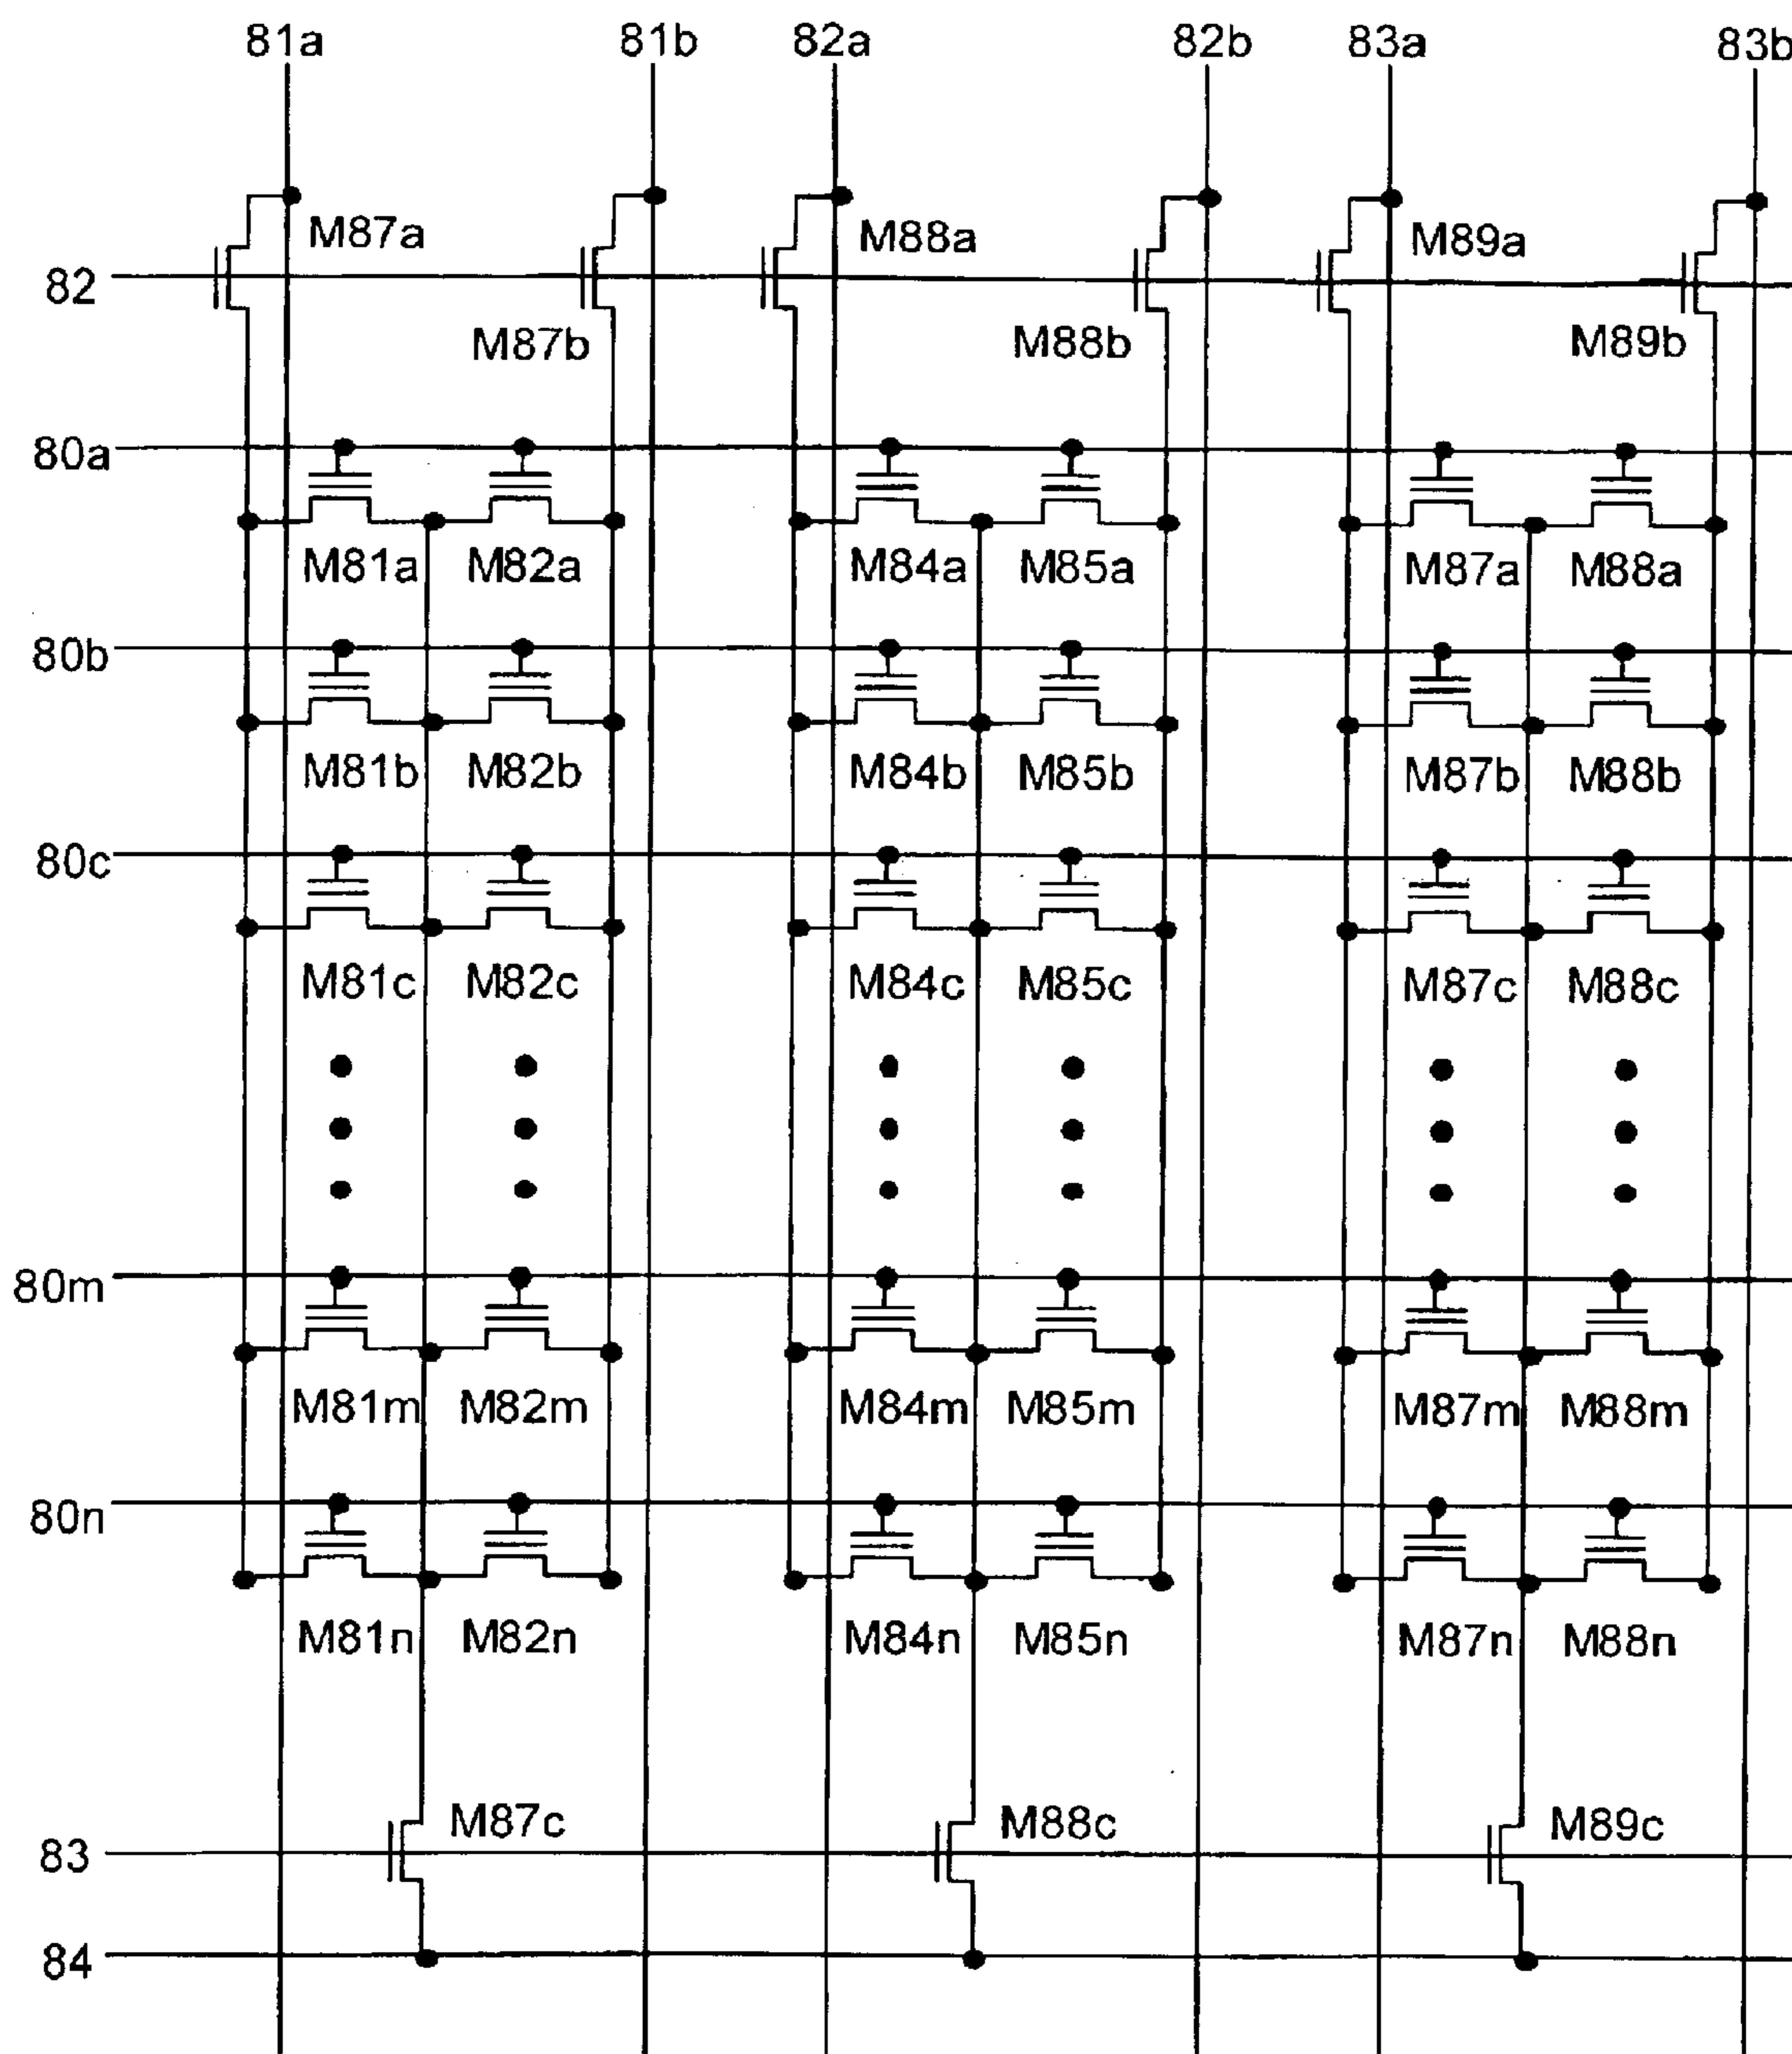 81a 81b 82a 82b 83a 83b
M87a M88a M89a
82
M87b M88b M89b
80a
M81a M82a M84a M85a M87a M88a
80b
M81b M82b M84b M85b M87b M88b
80c
M81c M82c M84c M85c M87c M88c
80m
M81m M82m M84m M85m M87m M88m
80n
M81n M82n M84n M85n M87n M88n
M87c M88c M89c
83
84